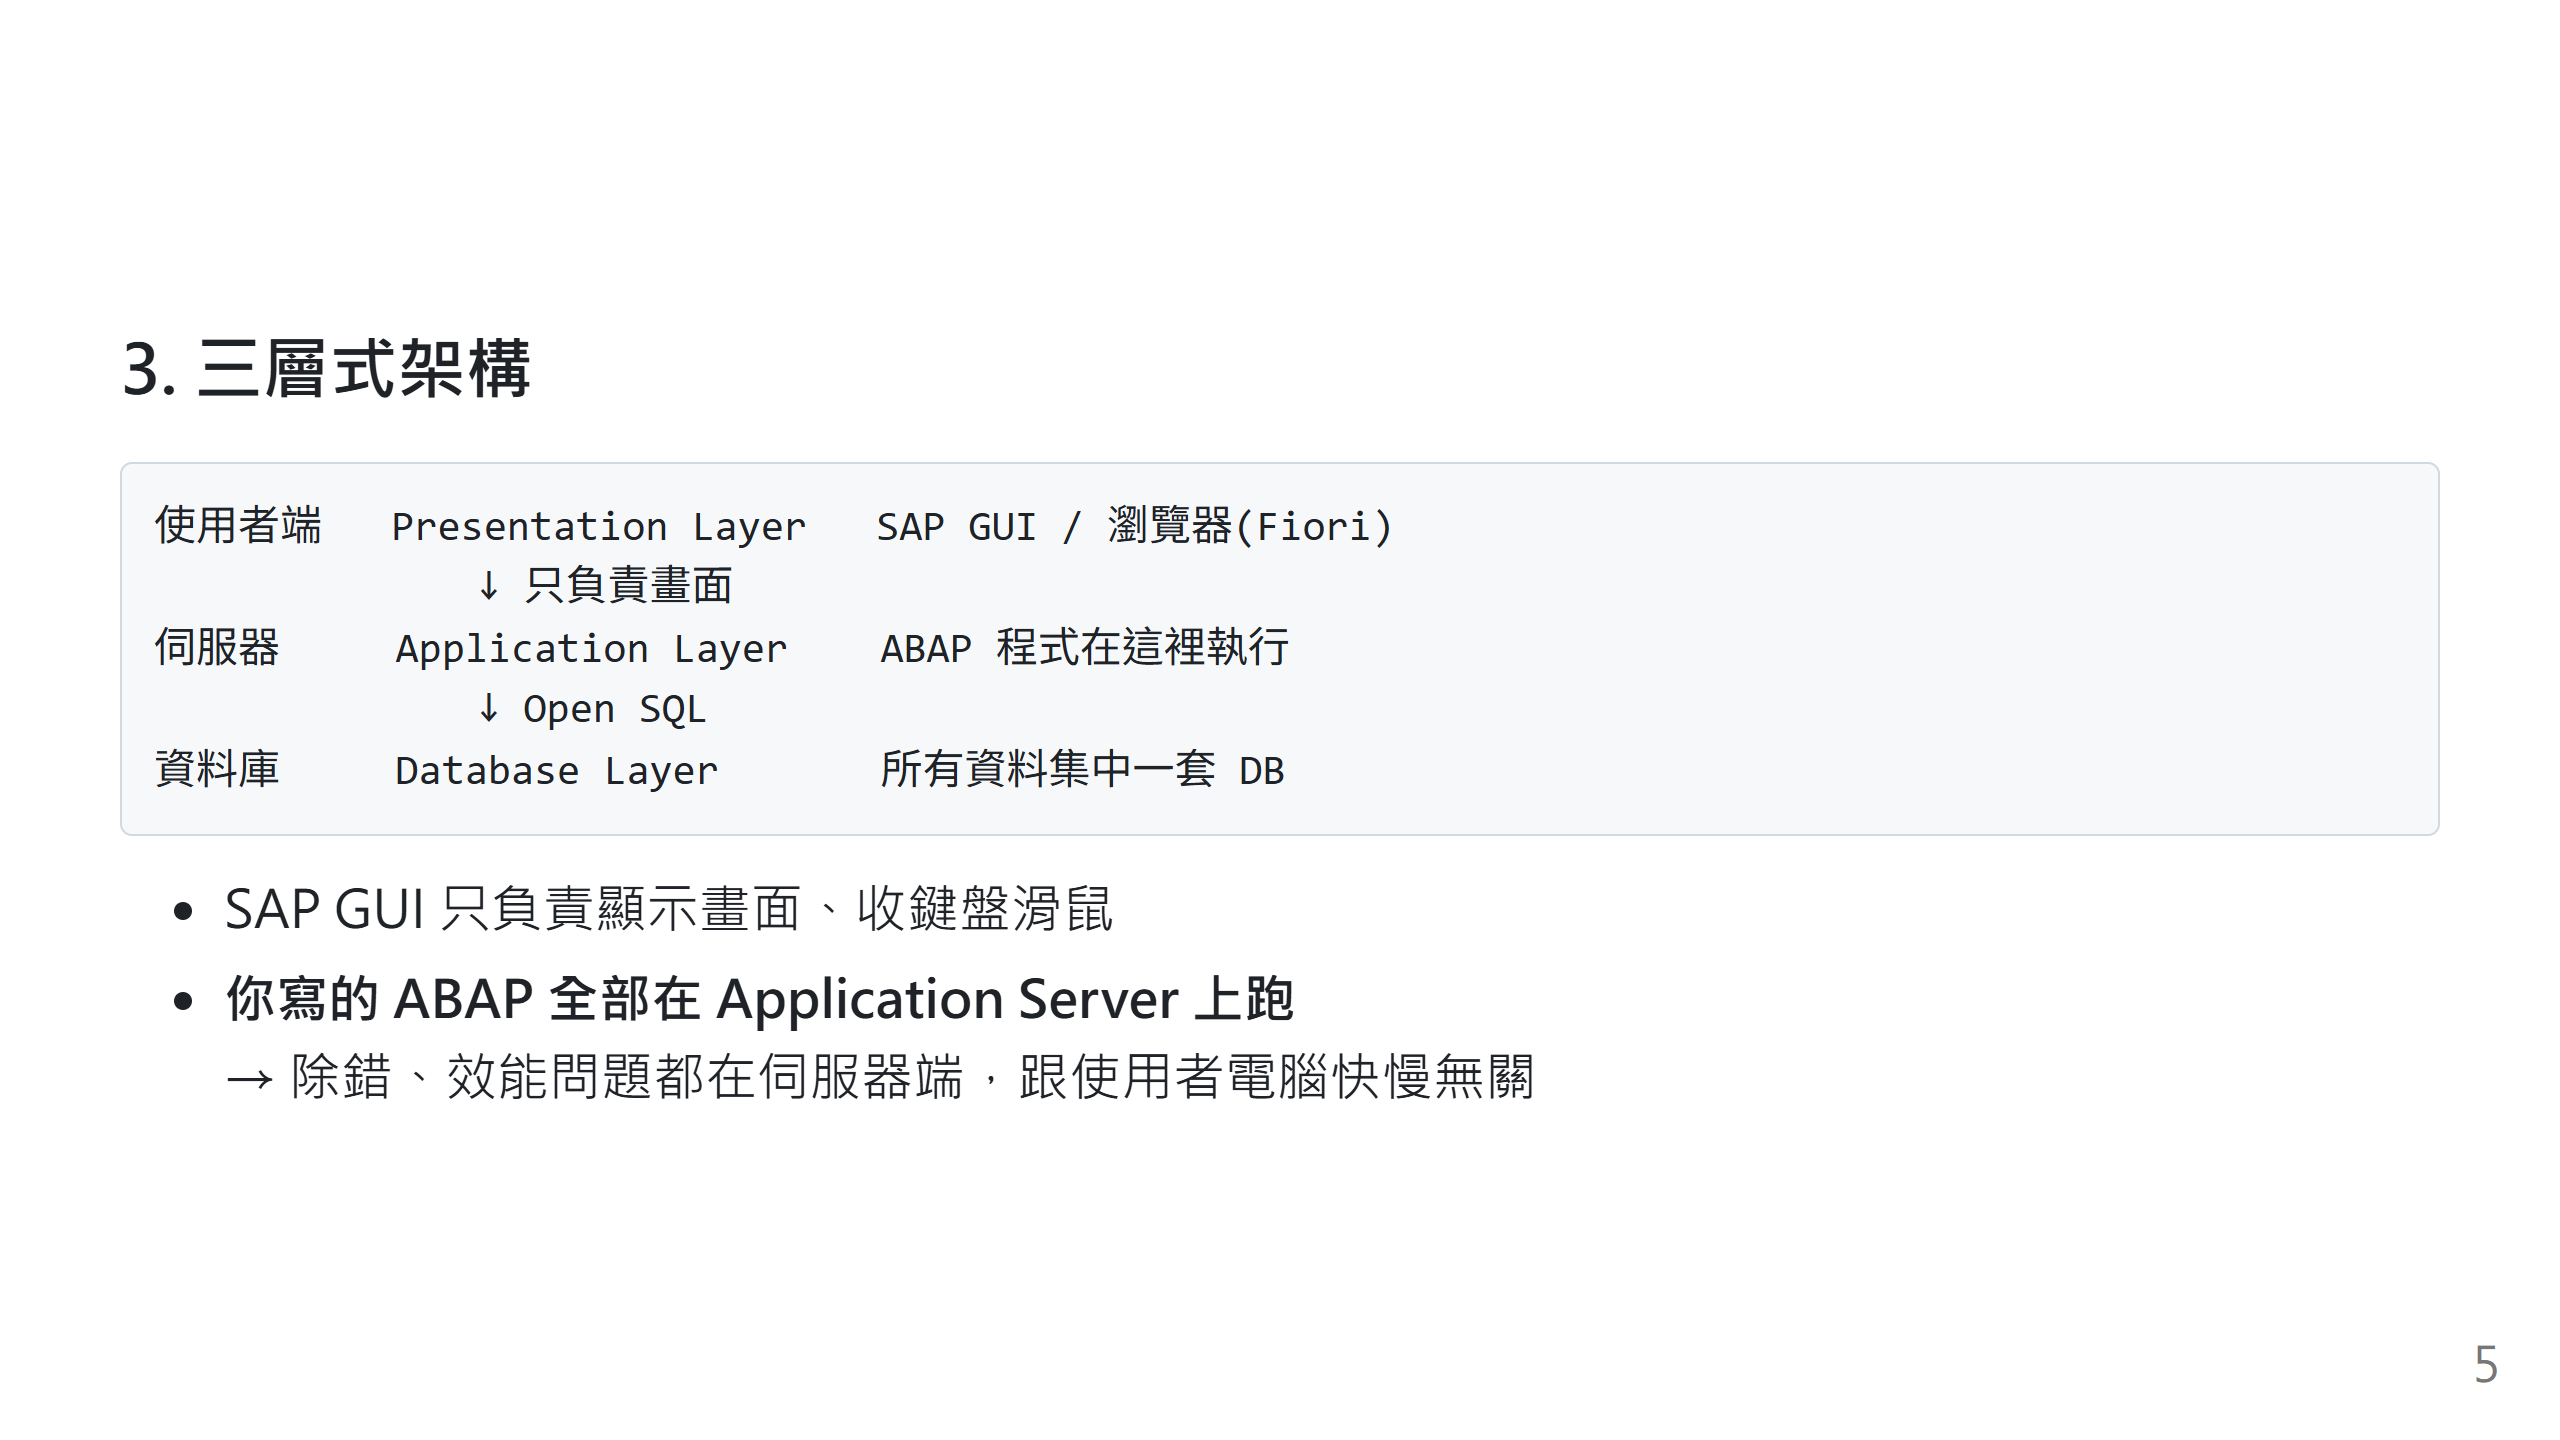 3. 三層式架構
使用者端   Presentation Layer   SAP GUI / 瀏覽器(Fiori)
↓ 只負責畫面
伺服器     Application Layer    ABAP 程式在這裡執行
↓ Open SQL
資料庫     Database Layer       所有資料集中一套 DB
• SAP GUI 只負責顯示畫面、收鍵盤滑鼠
• 你寫的 ABAP 全部在 Application Server 上跑
→ 除錯、效能問題都在伺服器端，跟使用者電腦快慢無關
5